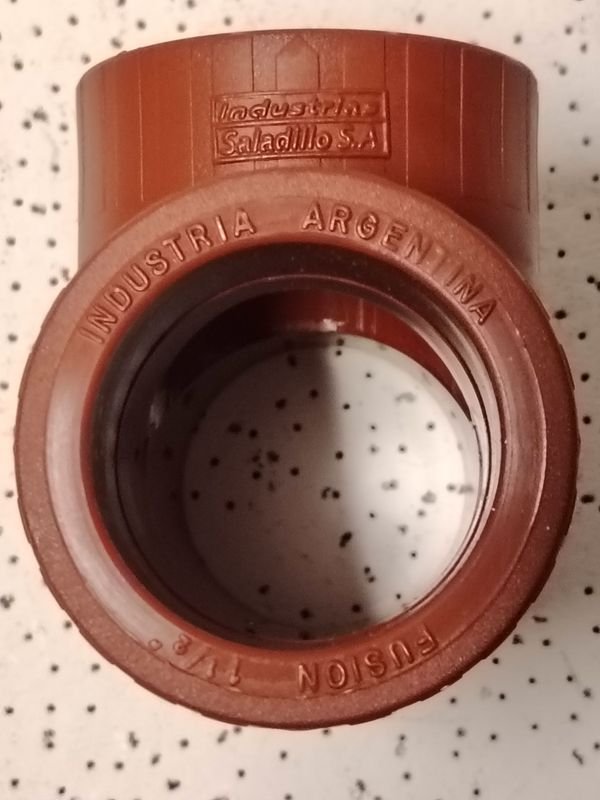 Industrias
Saladillo S.A
INDUSTRIA ARGENTINA
FUSION 1 1/2"